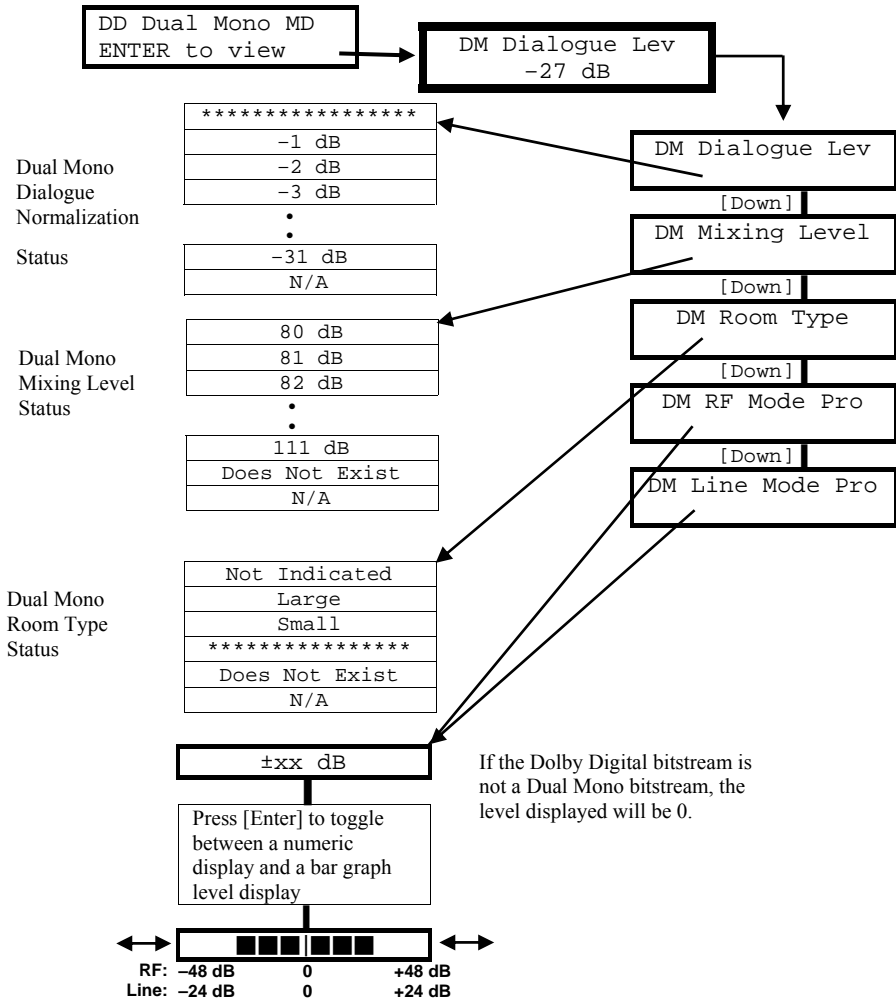 DD Dual Mono MD
ENTER to view
DM Dialogue Lev
–27 dB
****************
–1 dB
–2 dB
–3 dB
•
•
–31 dB
N/A
Dual Mono
Dialogue
Normalization
Status
DM Dialogue Lev
[Down]
DM Mixing Level
[Down]
DM Room Type
[Down]
DM RF Mode Pro
[Down]
DM Line Mode Pro
80 dB
81 dB
82 dB
•
•
111 dB
Does Not Exist
N/A
Dual Mono
Mixing Level
Status
Not Indicated
Large
Small
****************
Does Not Exist
N/A
Dual Mono
Room Type
Status
±xx dB
If the Dolby Digital bitstream is
not a Dual Mono bitstream, the
level displayed will be 0.
Press [Enter] to toggle
between a numeric
display and a bar graph
level display
RF: –48 dB 0 +48 dB
Line: –24 dB 0 +24 dB